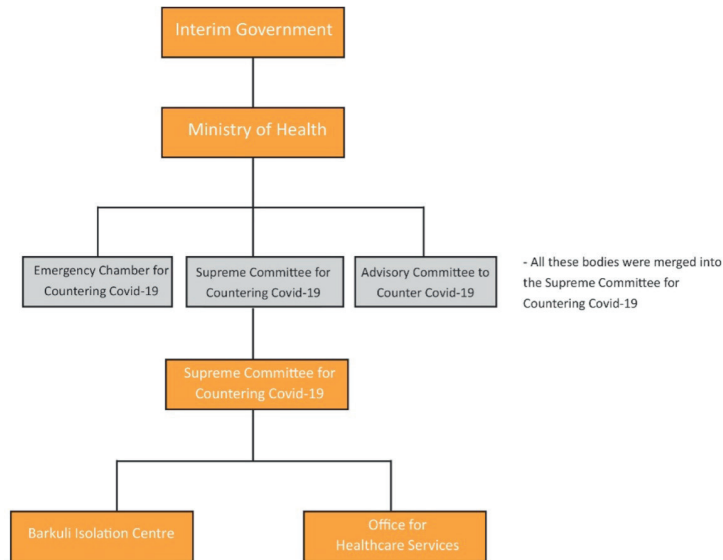 Interim Government
Ministry of Health
Emergency Chamber for
Countering Covid-19
Supreme Committee for
Countering Covid-19
Advisory Committee to
Counter Covid-19
- All these bodies were merged into
the Supreme Committee for
Countering Covid-19
Supreme Committee for
Countering Covid-19
Barkuli Isolation Centre
Office for
Healthcare Services